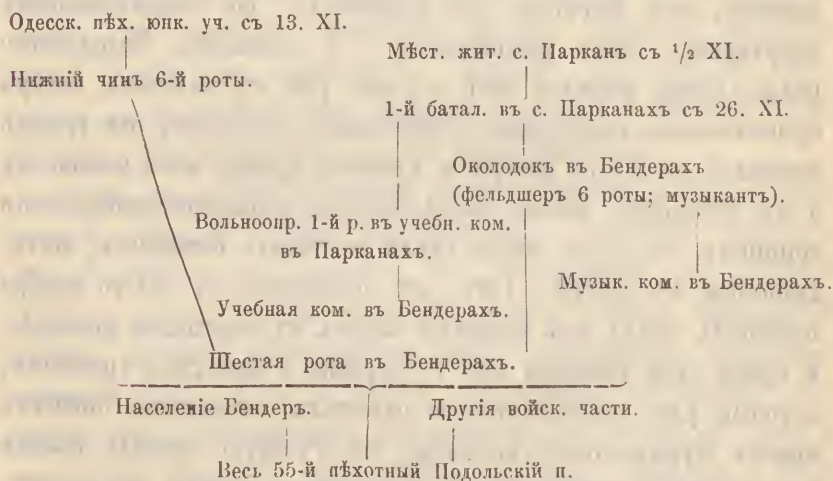 Одесск. пѣх. юнк. уч. съ 13. XI.
Мѣст. жит. с. Парканъ съ ½ XI.
Нижній чинъ 6-й роты.
1-й батал. въ с. Парканахъ съ 26. XI.
Околодокъ въ Бендерахъ
(фельдшеръ 6 роты; музыкантъ).
Вольноопр. 1-й р. въ учебн. ком.
въ Парканахъ.
Музык. ком. въ Бендерахъ.
Учебная ком. въ Бендерахъ.
Шестая рота въ Бендерахъ.
Населеніе Бендеръ.
Другія войск. части.
Весь 55-й пѣхотный Подольскій п.